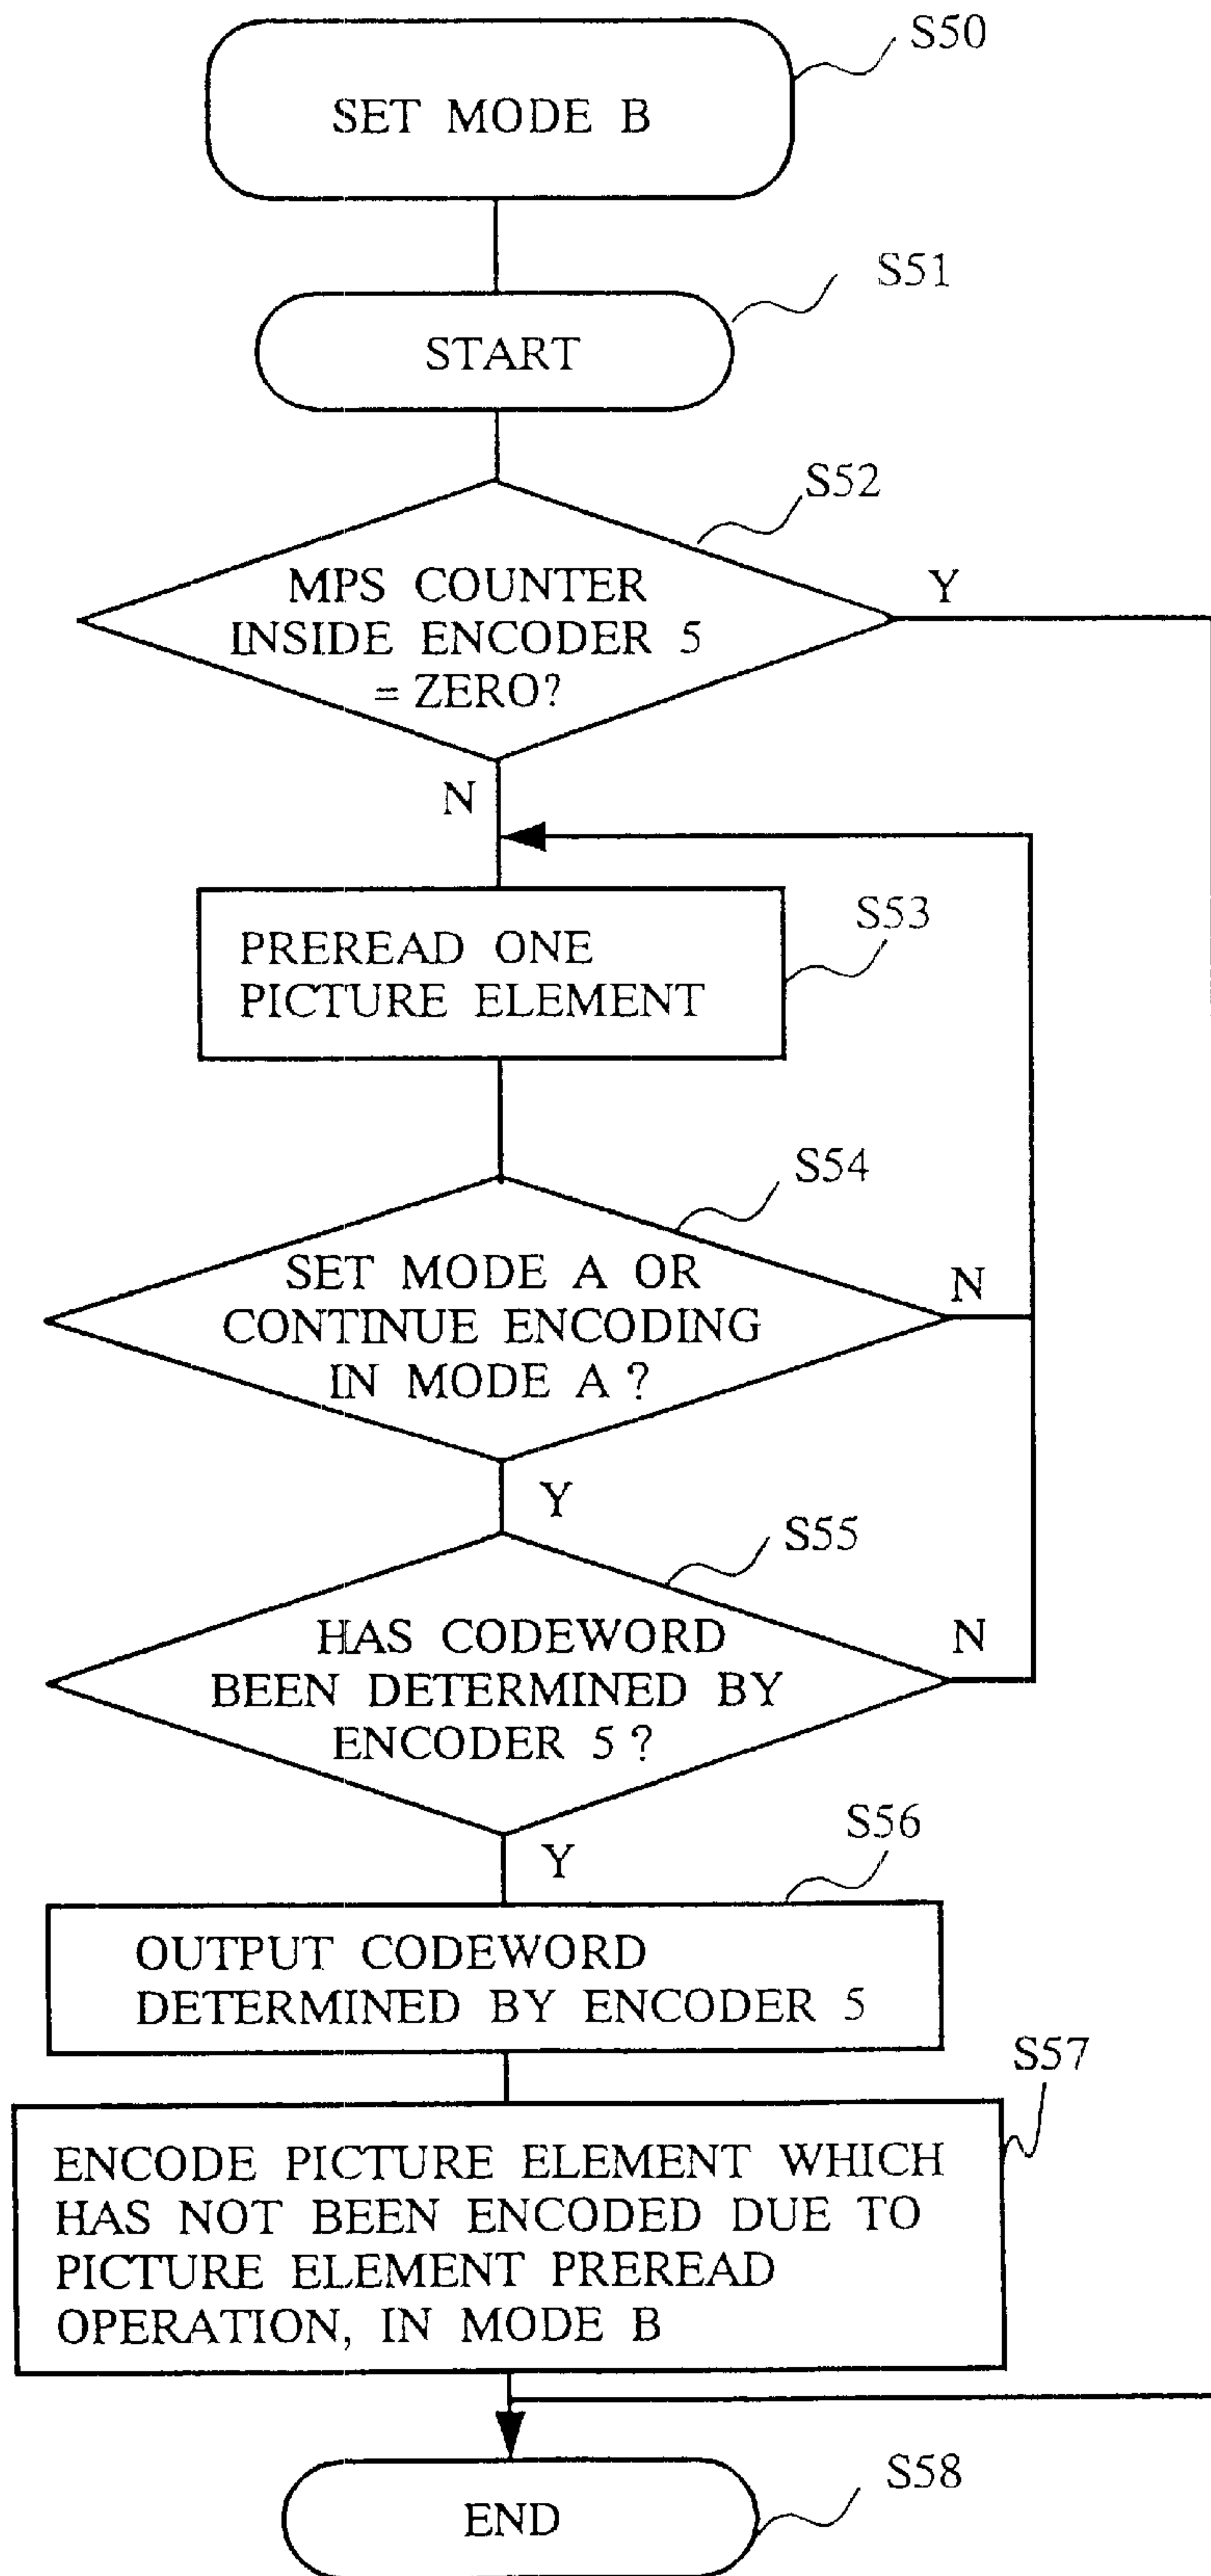 S50
SET MODE B
S51
START
S52
MPS COUNTER
INSIDE ENCODER 5
= ZERO?
Y
N
S53
PREREAD ONE
PICTURE ELEMENT
S54
SET MODE A OR
CONTINUE ENCODING
IN MODE A ?
N
Y
S55
HAS CODEWORD
BEEN DETERMINED BY
ENCODER 5 ?
N
Y
S56
OUTPUT CODEWORD
DETERMINED BY ENCODER 5
S57
ENCODE PICTURE ELEMENT WHICH
HAS NOT BEEN ENCODED DUE TO
PICTURE ELEMENT PREREAD
OPERATION, IN MODE B
S58
END